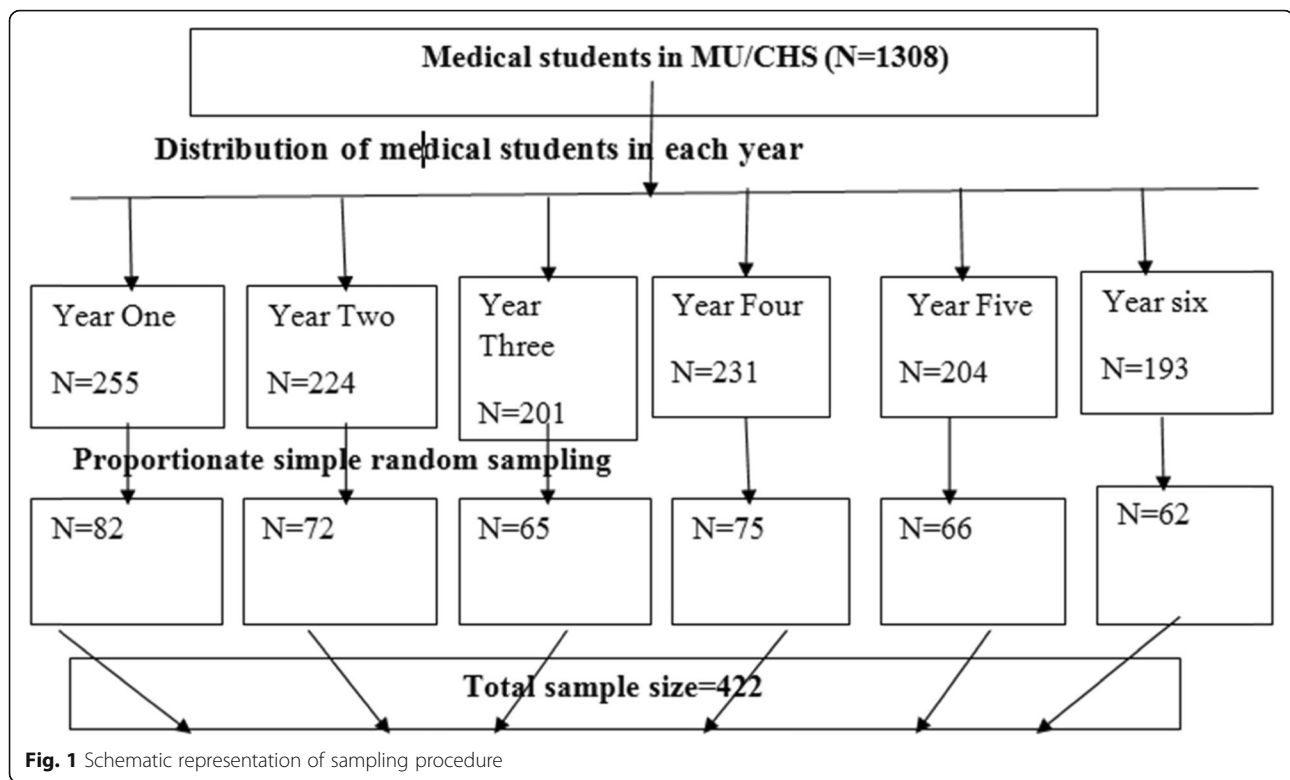 Medical students in MU/CHS (N=1308)
Distribution of medical students in each year
Year One
N=255
Year Two
N=224
Year
Three
N=201
Year Four
N=231
Year Five
N=204
Year six
N=193
Proportionate simple random sampling
N=82
N=72
N=65
N=75
N=66
N=62
Total sample size=422
Fig. 1 Schematic representation of sampling procedure